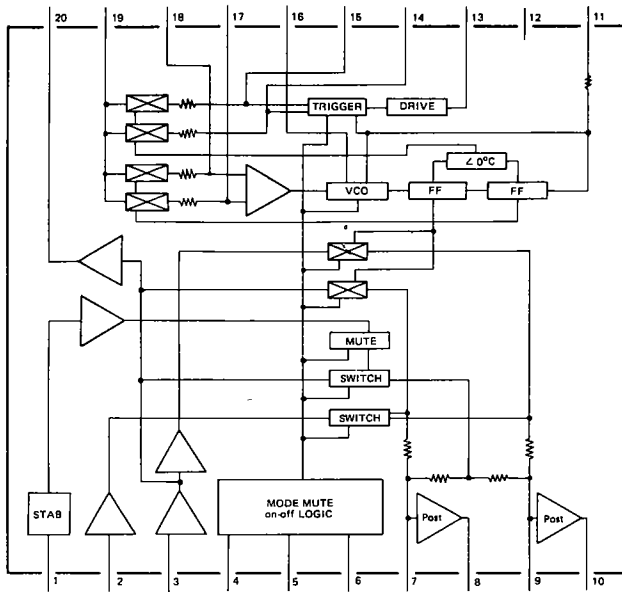 20 19 18 17 16 15 14 13 12 11
TRIGGER DRIVE
∠ 0°C
VCO FF FF
MUTE
SWITCH
SWITCH
STAB
MODE MUTE
on-off LOGIC
Post Post
1 2 3 4 5 6 7 8 9 10